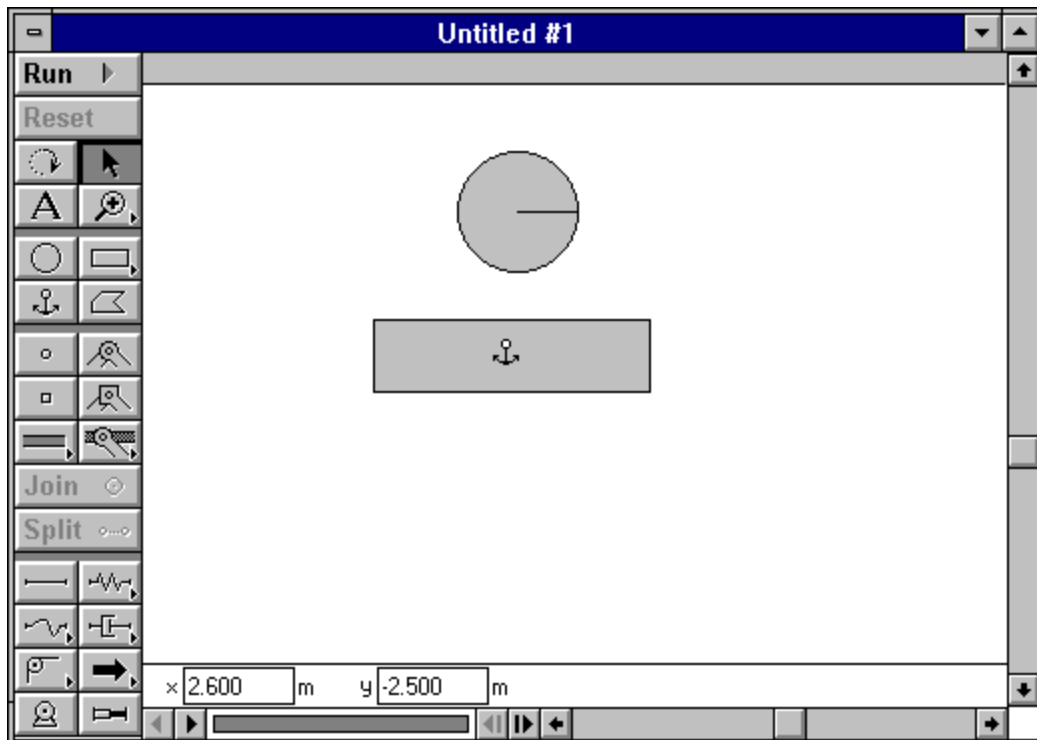 Untitled #1
Run
Reset
A
Join
Split
x 2.600 m y -2.500 m